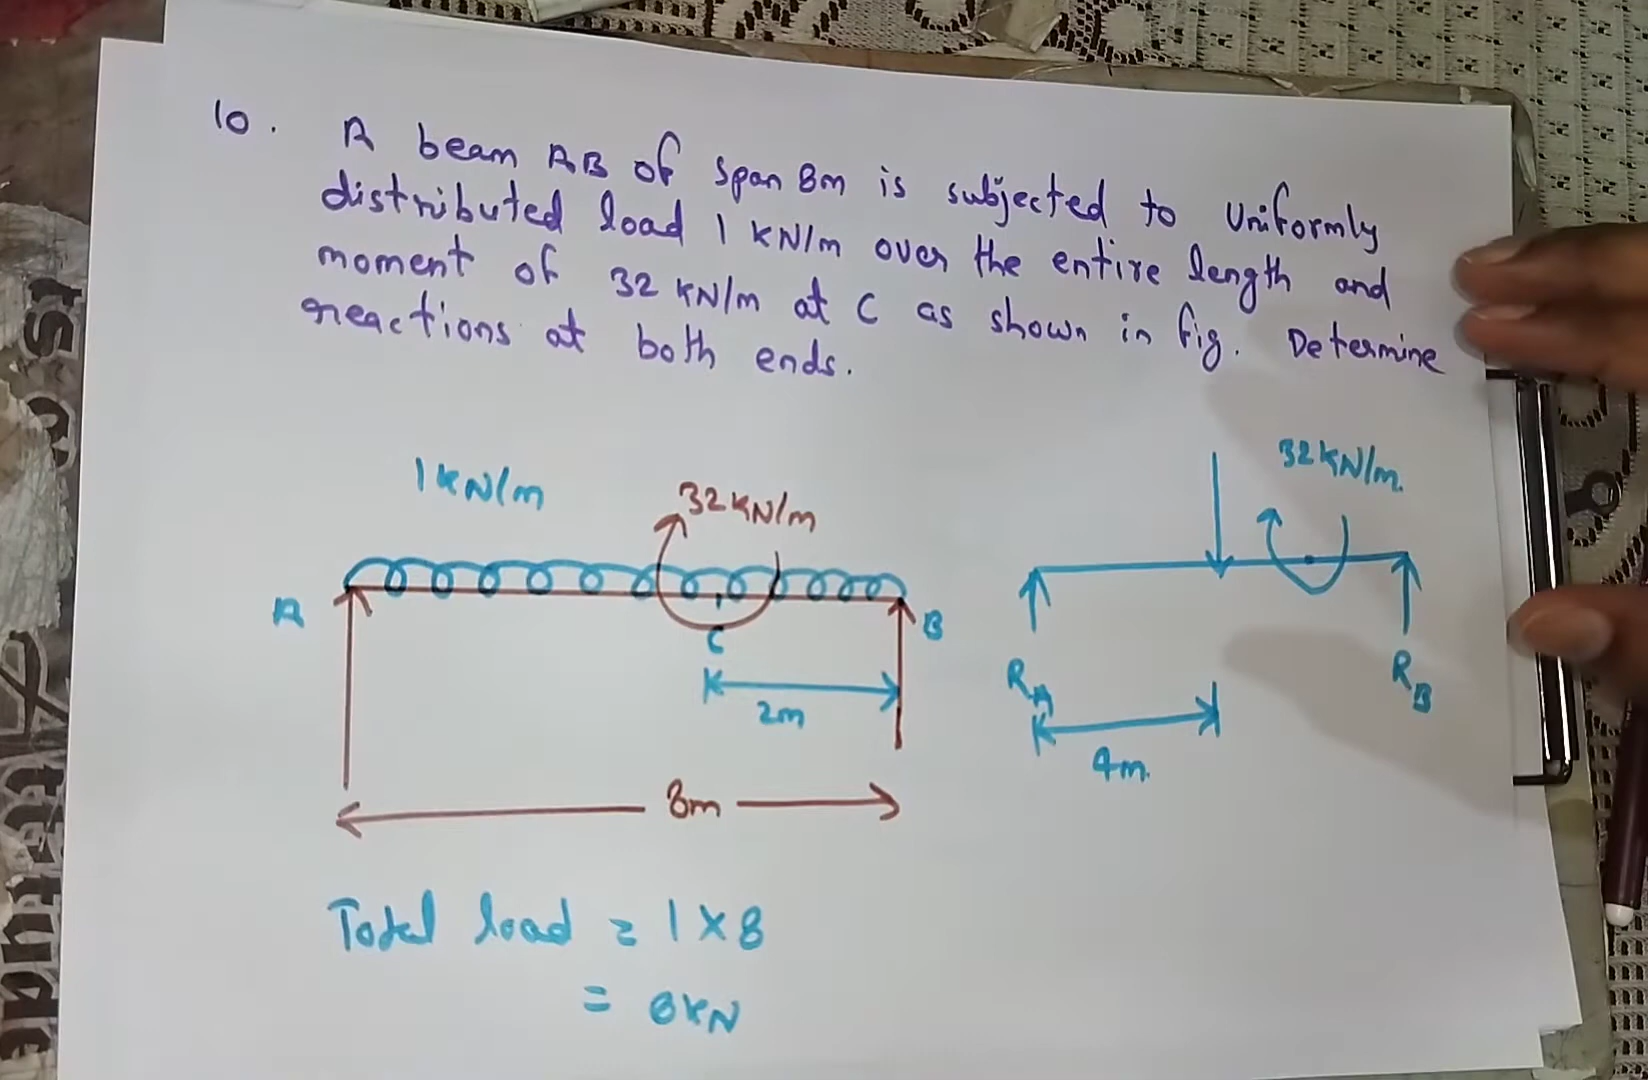 10. A beam AB of span 8m is subjected to Uniformly
distributed load 1 KN/m over the entire length and
moment of 32 KN/m at C as shown in fig. Determine
reactions at both ends.
1KN/m
32KN/m
A
B
C
2m
8m
32KN/m.
RA
RB
4m.
Total load = 1 × 8
= 8KN